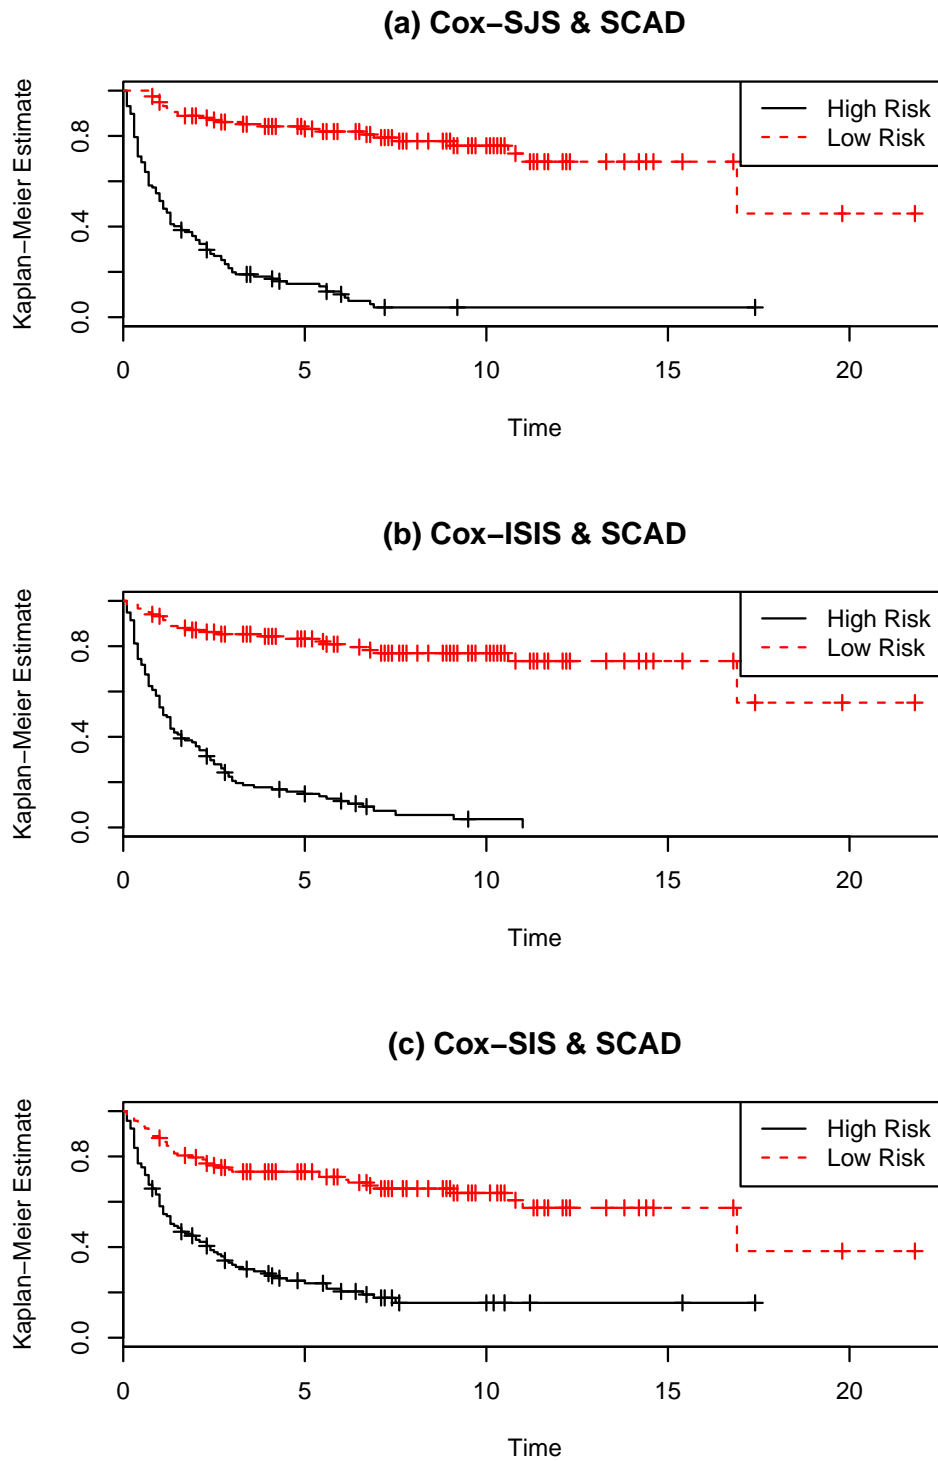 (a) Cox−SJS & SCAD
Kaplan−Meier Estimate
0.8
0.4
0.0
High Risk
Low Risk
0 5 10 15 20
Time
(b) Cox−ISIS & SCAD
Kaplan−Meier Estimate
0.8
0.4
0.0
High Risk
Low Risk
0 5 10 15 20
Time
(c) Cox−SIS & SCAD
Kaplan−Meier Estimate
0.8
0.4
0.0
High Risk
Low Risk
0 5 10 15 20
Time